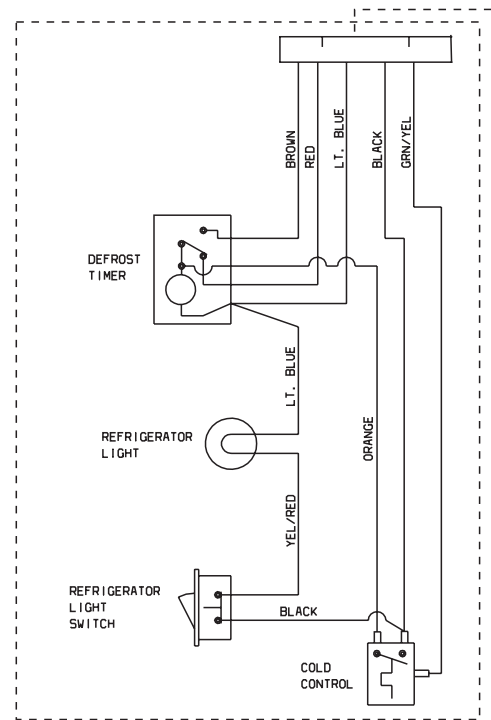 BROWN
RED
LT. BLUE
BLACK
GRN/YEL
DEFROST
TIMER
LT. BLUE
REFRIGERATOR
LIGHT
ORANGE
YEL/RED
REFRIGERATOR
LIGHT
SWITCH
BLACK
COLD
CONTROL